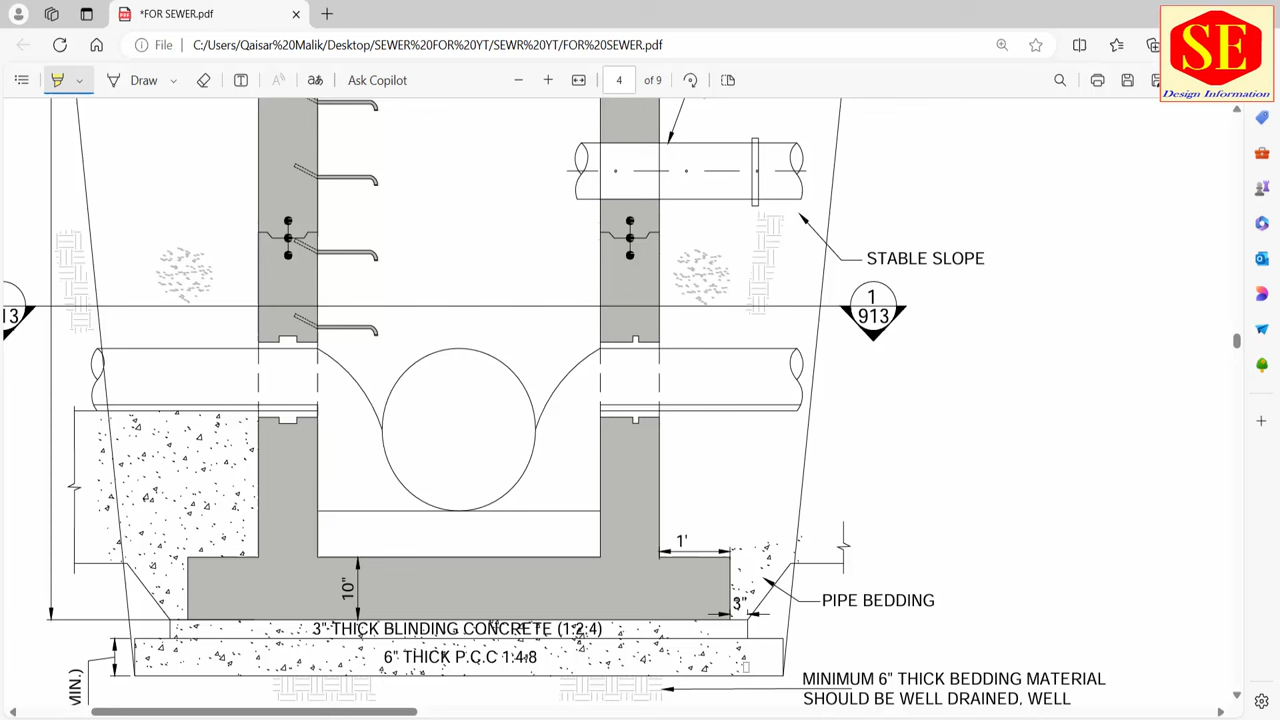 *FOR SEWER.pdf
File
C:/Users/Qaisar%20Malik/Desktop/SEWER%20FOR%20YT/SEWR%20YT/FOR%20SEWER.pdf
SE
Design Information
Draw
Ask Copilot
4 of 9
STABLE SLOPE
13
1
913
1'
10"
3"
PIPE BEDDING
3" THICK BLINDING CONCRETE (1:2:4)
6" THICK P.C.C 1:4:8
MIN.)
MINIMUM 6" THICK BEDDING MATERIAL
SHOULD BE WELL DRAINED, WELL